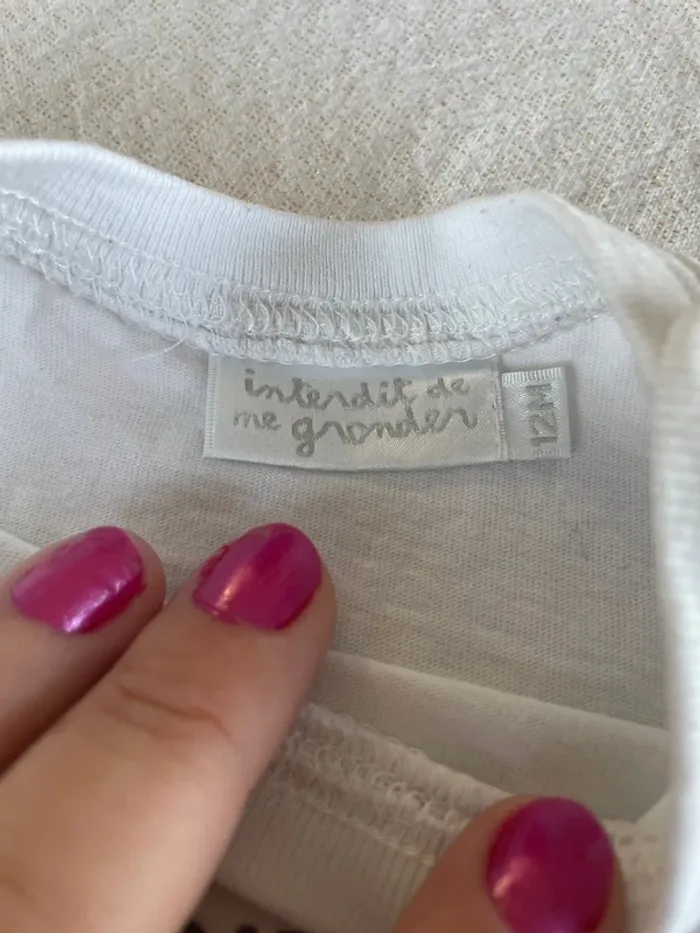 interdit de
me gronder
12M